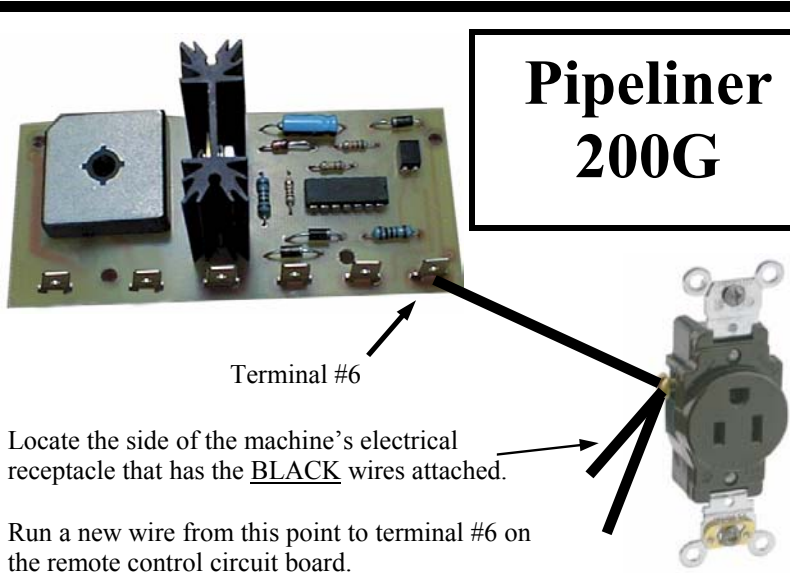 Pipeliner
200G
Terminal #6
Locate the side of the machine’s electrical
receptacle that has the BLACK wires attached.
Run a new wire from this point to terminal #6 on
the remote control circuit board.